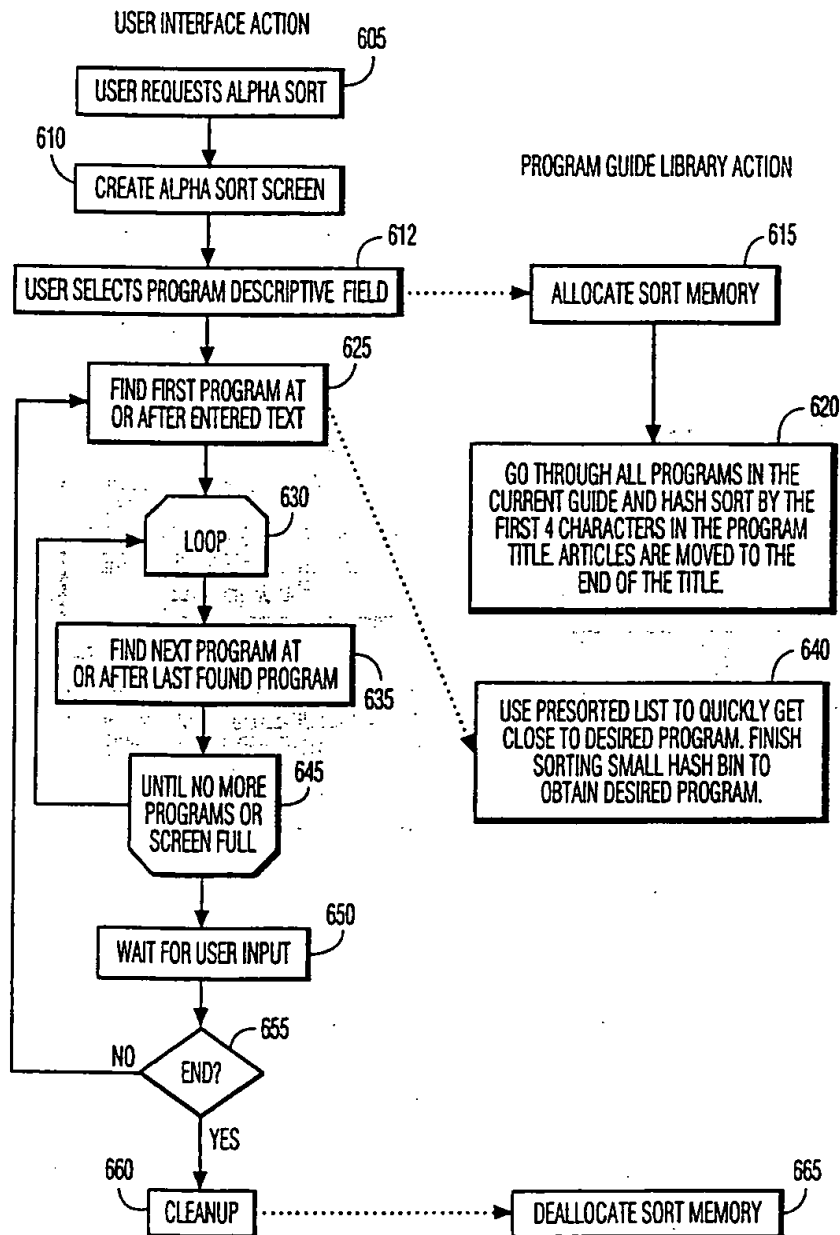 USER INTERFACE ACTION
605
USER REQUESTS ALPHA SORT
610
CREATE ALPHA SORT SCREEN
PROGRAM GUIDE LIBRARY ACTION
612
USER SELECTS PROGRAM DESCRIPTIVE FIELD
615
ALLOCATE SORT MEMORY
625
FIND FIRST PROGRAM AT
OR AFTER ENTERED TEXT
620
GO THROUGH ALL PROGRAMS IN THE
CURRENT GUIDE AND HASH SORT BY THE
FIRST 4 CHARACTERS IN THE PROGRAM
TITLE. ARTICLES ARE MOVED TO THE
END OF THE TITLE.
630
LOOP
FIND NEXT PROGRAM AT
OR AFTER LAST FOUND PROGRAM
635
640
USE PRESORTED LIST TO QUICKLY GET
CLOSE TO DESIRED PROGRAM. FINISH
SORTING SMALL HASH BIN TO
OBTAIN DESIRED PROGRAM.
645
UNTIL NO MORE
PROGRAMS OR
SCREEN FULL
650
WAIT FOR USER INPUT
655
NO
END?
YES
660
CLEANUP
665
DEALLOCATE SORT MEMORY